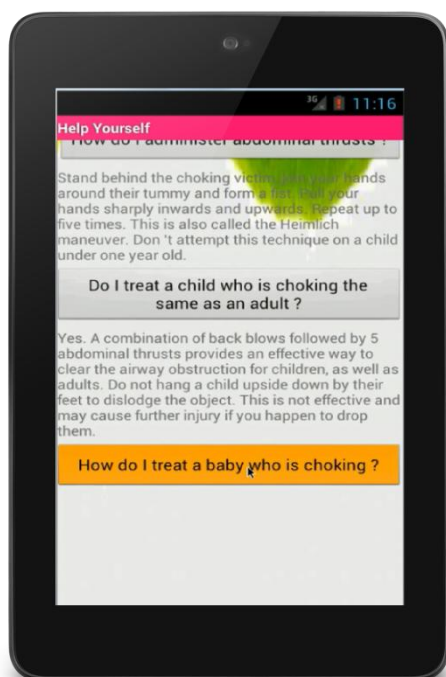 3G 11:16
Help Yourself
How do I administer abdominal thrusts ?
Stand behind the choking victim, join your hands
around their tummy and form a fist. Pull your
hands sharply inwards and upwards. Repeat up to
five times. This is also called the Heimlich
maneuver. Don 't attempt this technique on a child
under one year old.
Do I treat a child who is choking the
same as an adult ?
Yes. A combination of back blows followed by 5
abdominal thrusts provides an effective way to
clear the airway obstruction for children, as well as
adults. Do not hang a child upside down by their
feet to dislodge the object. This is not effective and
may cause further injury if you happen to drop
them.
How do I treat a baby who is choking ?